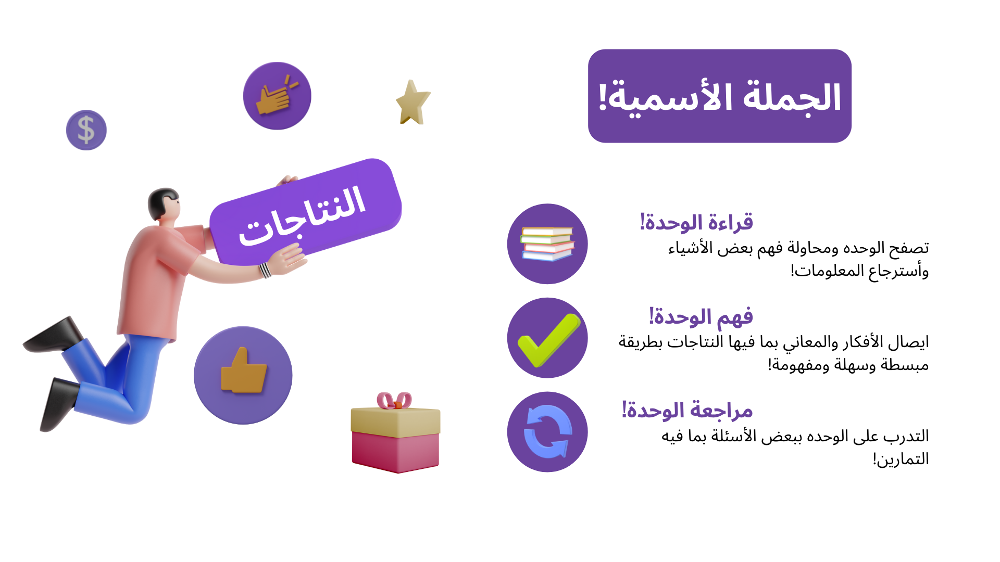 الجملة الأسمية!
النتاجات
قراءة الوحدة!
تصفح الوحده ومحاولة فهم بعض الأشياء
وأسترجاع المعلومات!
فهم الوحدة!
ايصال الأفكار والمعاني بما فيها النتاجات بطريقة
مبسطة وسهلة ومفهومة!
مراجعة الوحدة!
التدرب على الوحده ببعض الأسئلة بما فيه
التمارين!
$